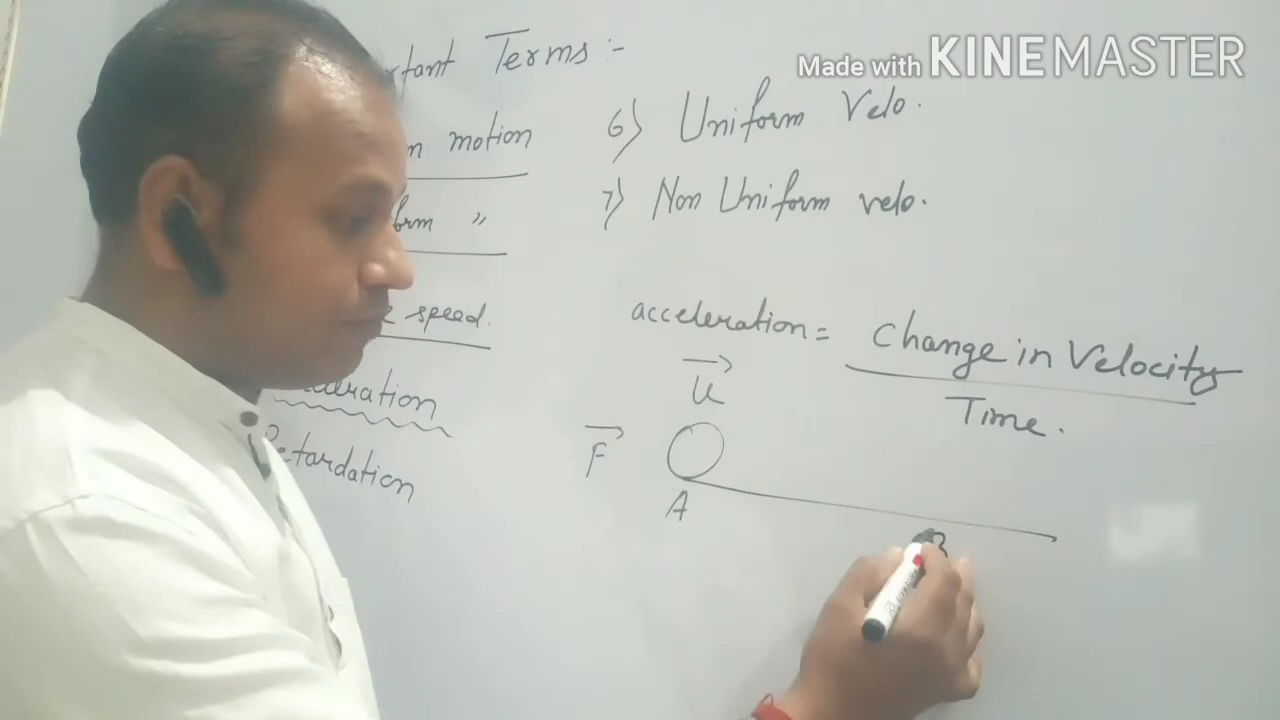 Made with KINEMASTER
Terms :-
motion
"
speed.
Retardation
6) Uniform Velo.
7) Non Uniform velo.
acceleration = Change in Velocity
Time.
u
F
A
B